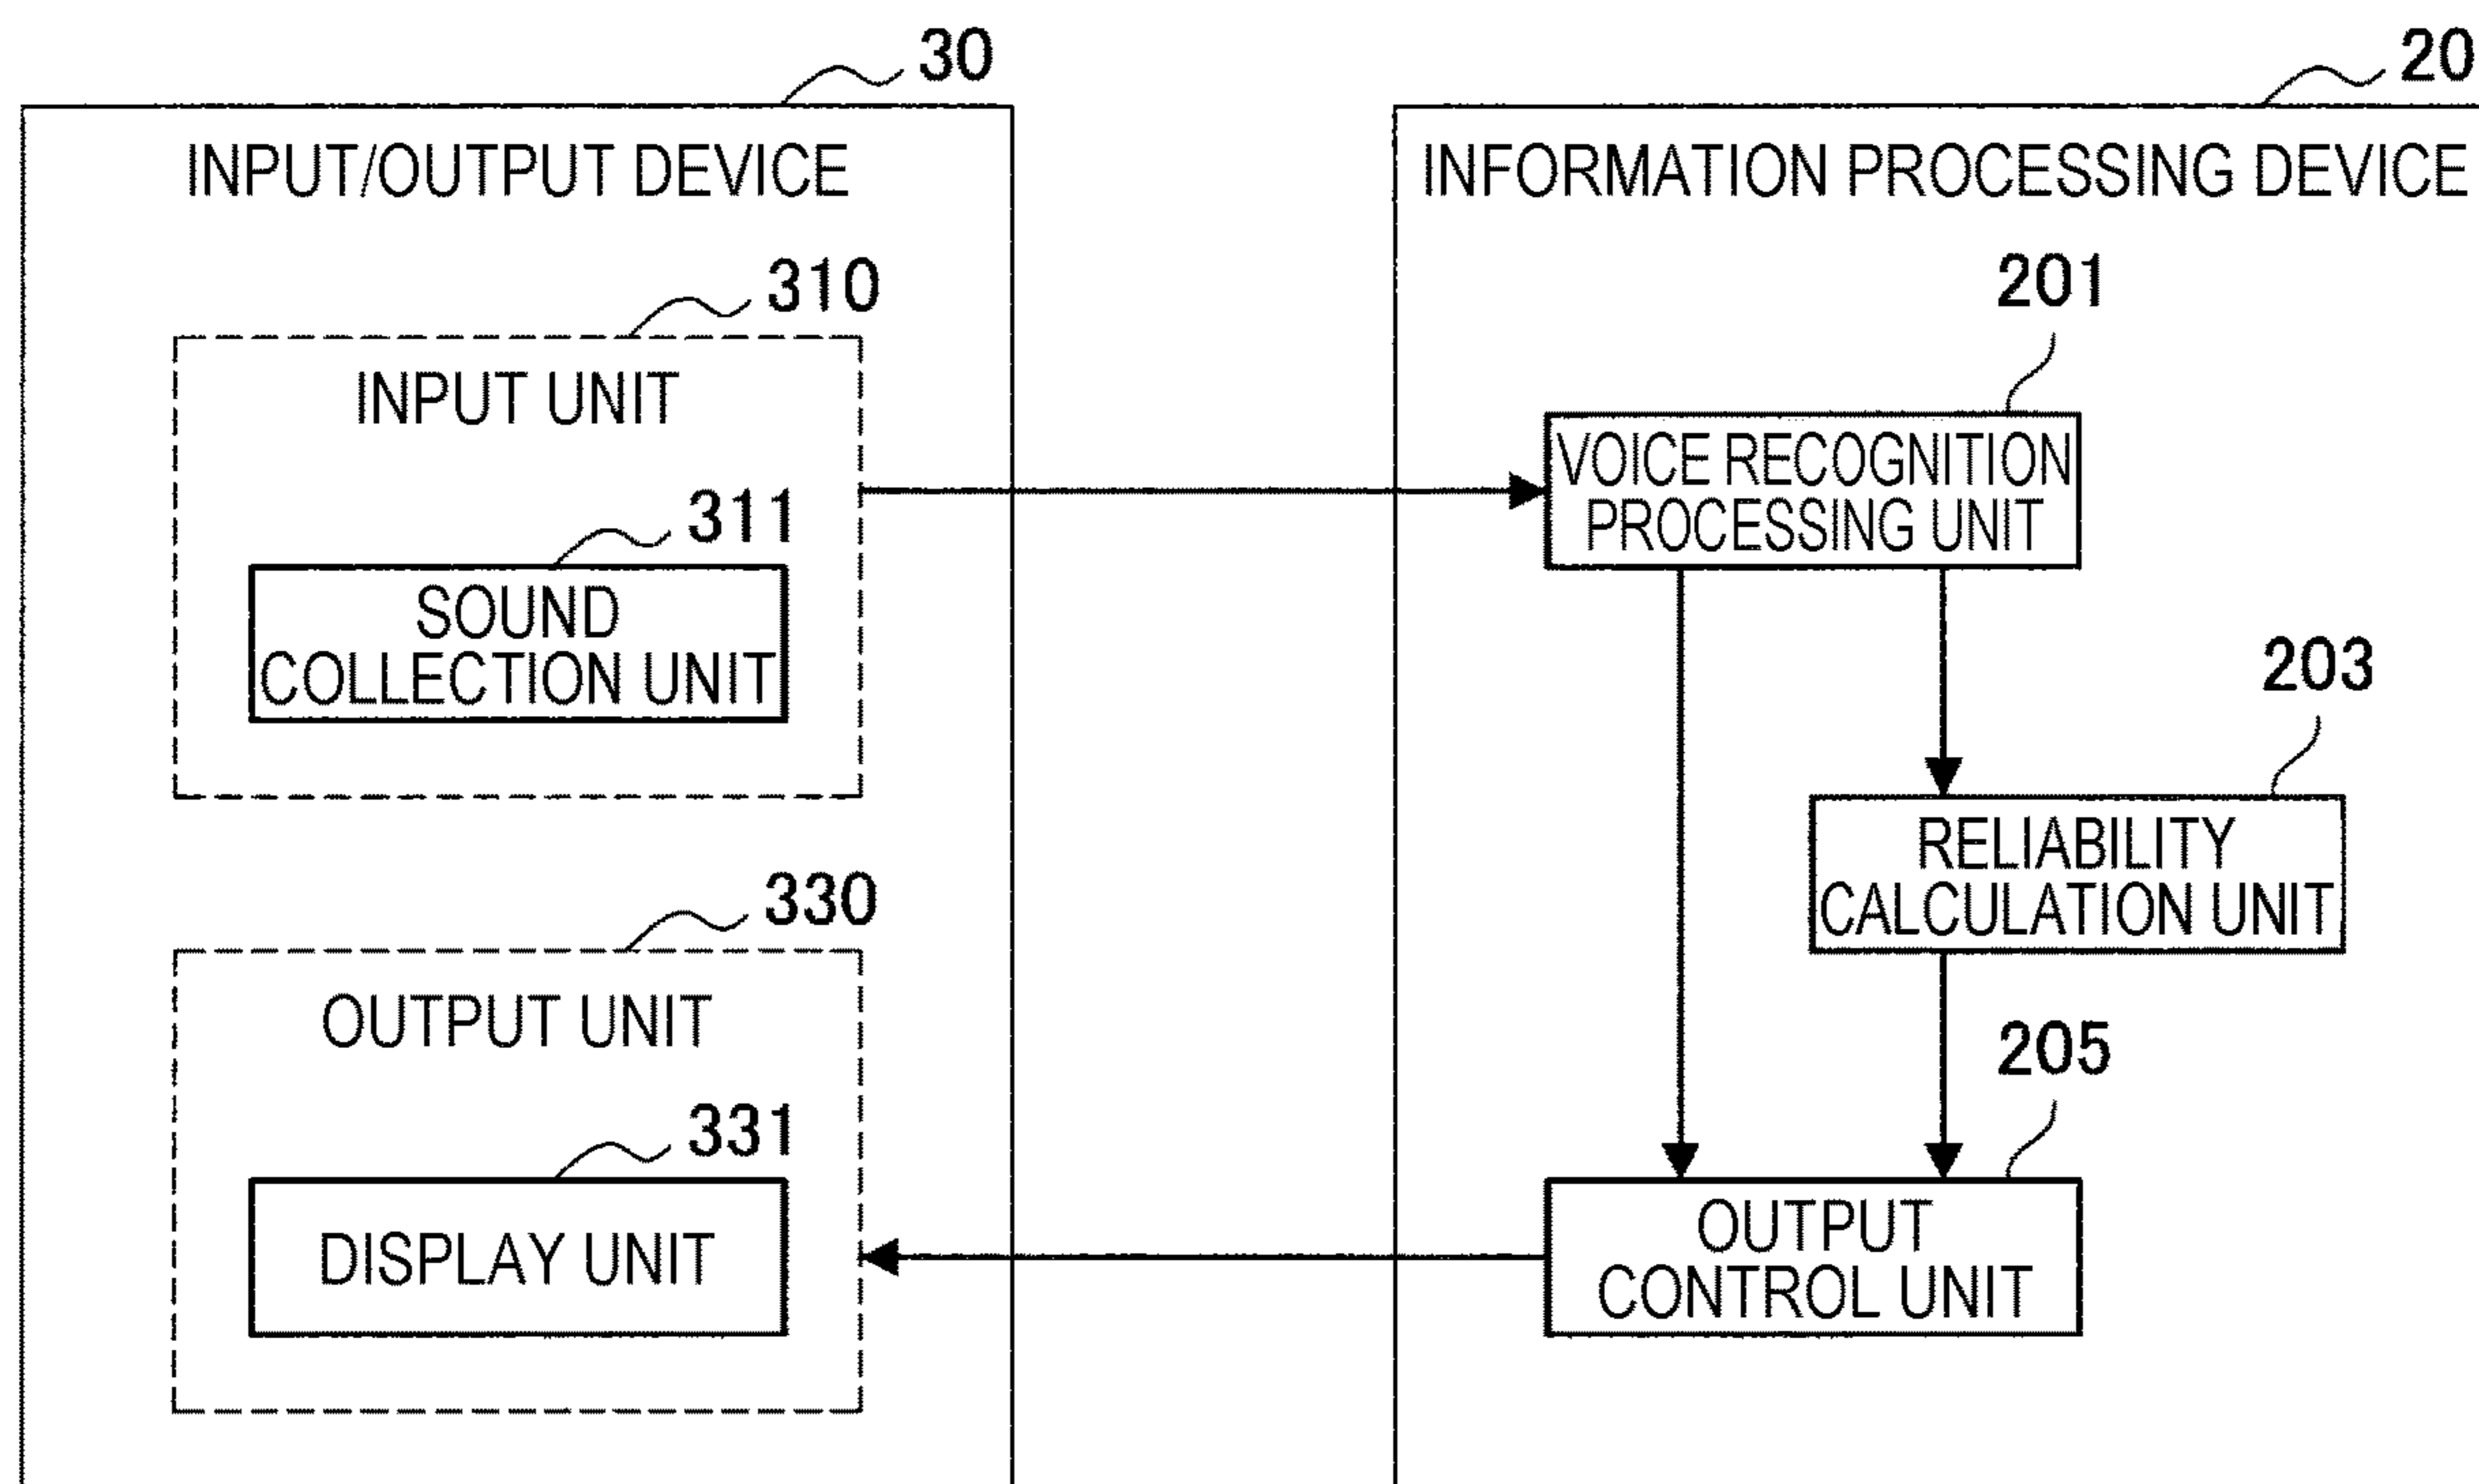 30
INPUT/OUTPUT DEVICE
310
INPUT UNIT
311
SOUND
COLLECTION UNIT
330
OUTPUT UNIT
331
DISPLAY UNIT
20
INFORMATION PROCESSING DEVICE
201
VOICE RECOGNITION
PROCESSING UNIT
203
RELIABILITY
CALCULATION UNIT
205
OUTPUT
CONTROL UNIT